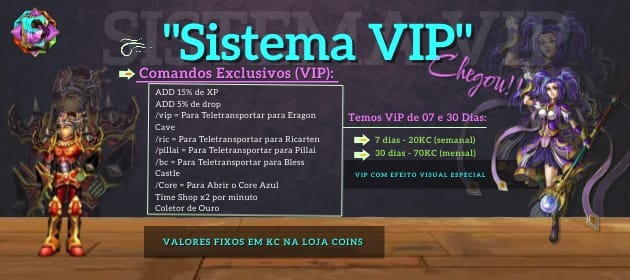 SISTEMA VIP
"Sistema VIP"
Chegou!!
Comandos Exclusivos (VIP):
ADD 15% de XP
ADD 5% de drop
/vip = Para Teletransportar para Eragon
Cave
/ric = Para Teletransportar para Ricarten
/pillai = Para Teletransportar para Pillai
/bc = Para Teletransportar para Bless
Castle
/Core = Para Abrir o Core Azul
Time Shop x2 por minuto
Coletor de Ouro
Temos ViP de 07 e 30 Dias:
7 dias - 20KC (semanal)
30 dias - 70KC (mensal)
VIP COM EFEITO VISUAL ESPECIAL
VALORES FIXOS EM KC NA LOJA COINS